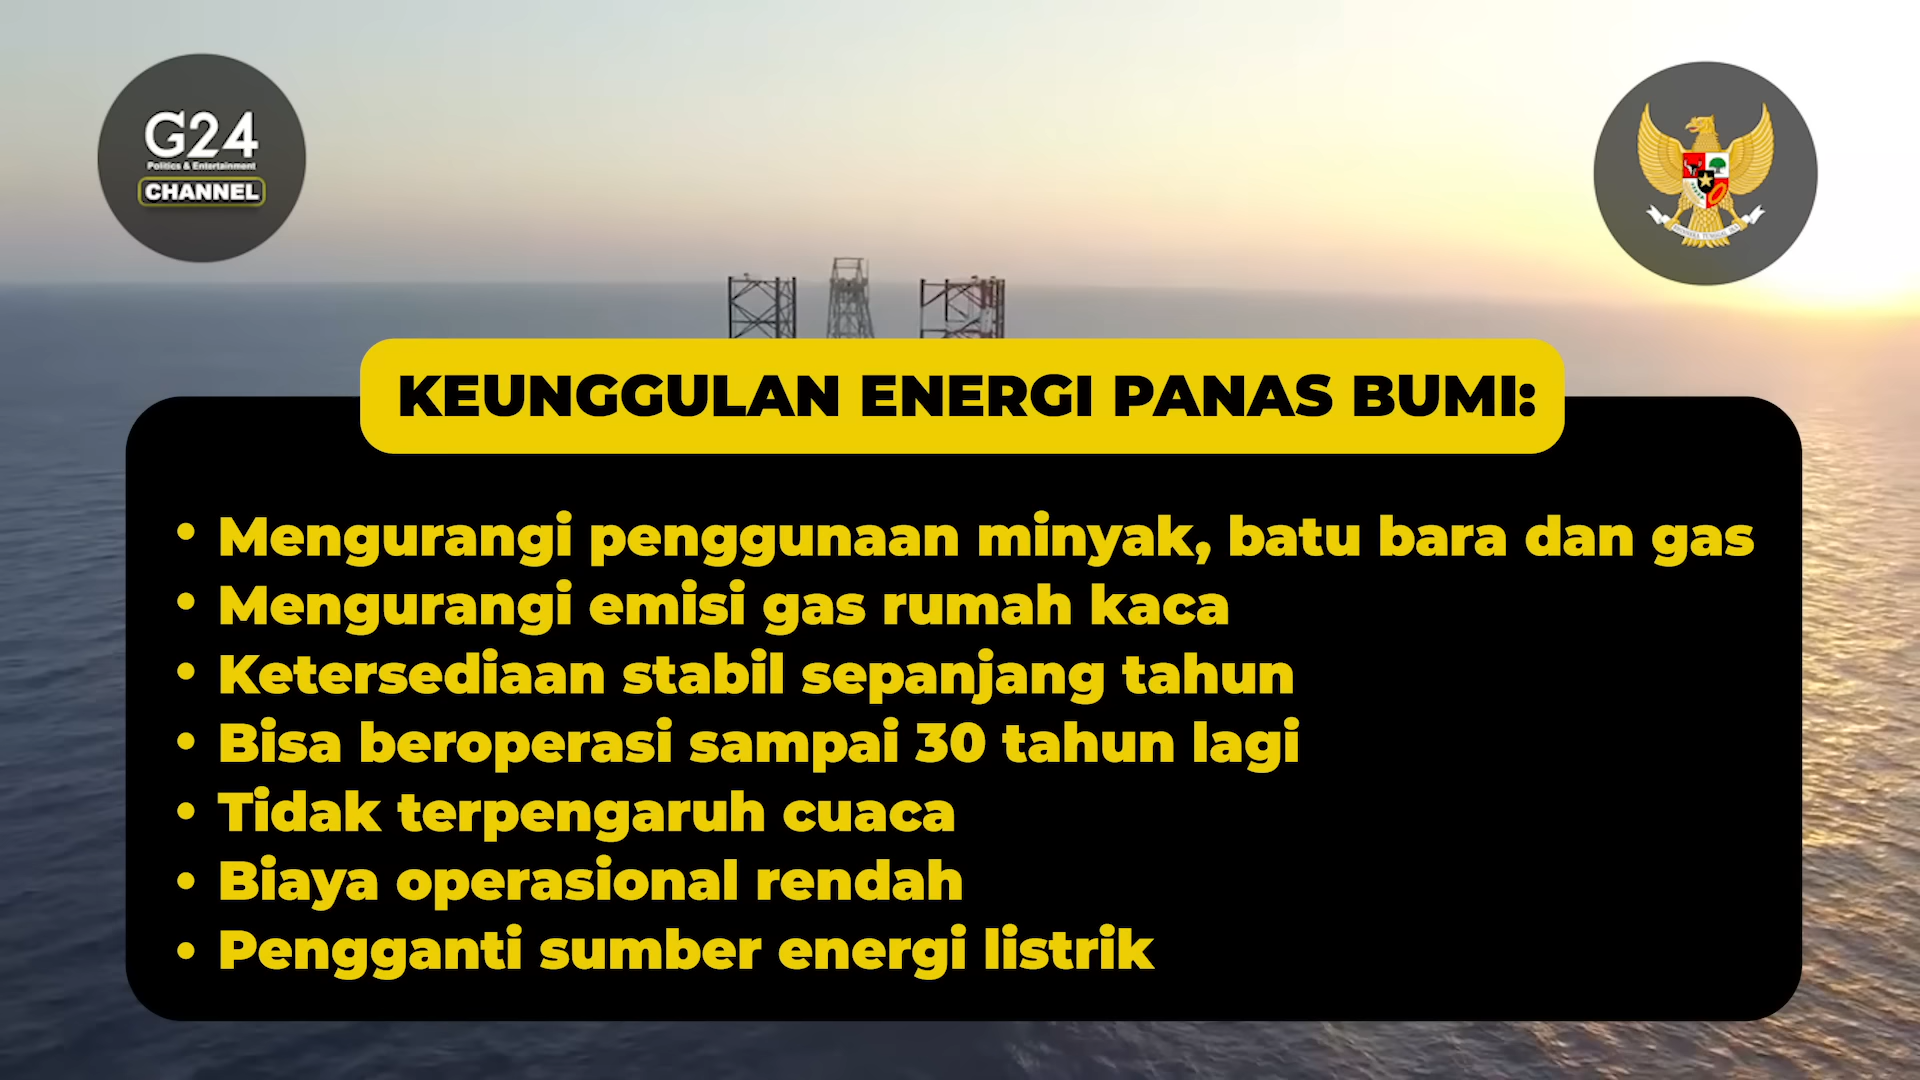 G24
Politics & Entertainment
CHANNEL
KEUNGGULAN ENERGI PANAS BUMI:
• Mengurangi penggunaan minyak, batu bara dan gas
• Mengurangi emisi gas rumah kaca
• Ketersediaan stabil sepanjang tahun
• Bisa beroperasi sampai 30 tahun lagi
• Tidak terpengaruh cuaca
• Biaya operasional rendah
• Pengganti sumber energi listrik